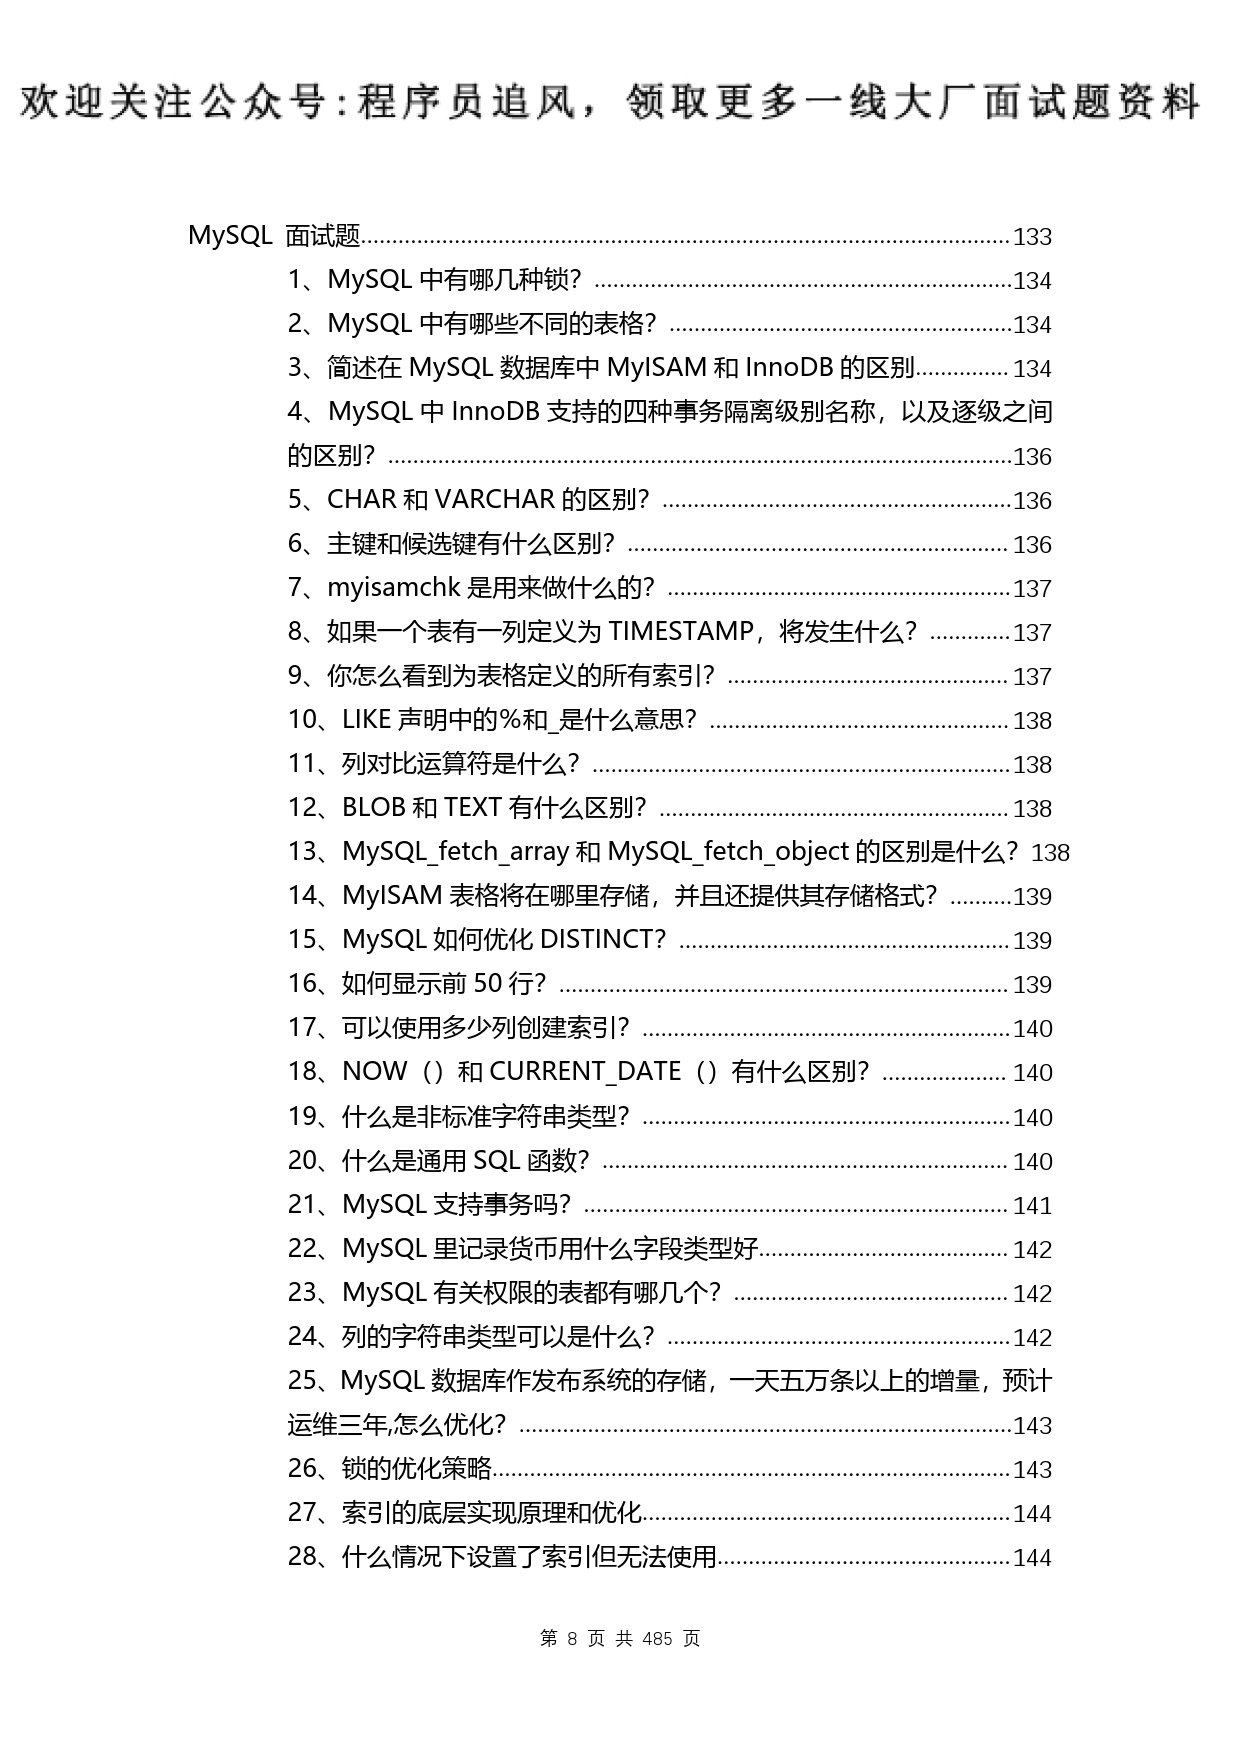 欢迎关注公众号:程序员追风，领取更多一线大厂面试题资料
MySQL 面试题........................................................................................................133
1、MySQL 中有哪几种锁？...................................................................134
2、MySQL 中有哪些不同的表格？.......................................................134
3、简述在 MySQL 数据库中 MyISAM 和 InnoDB 的区别...............134
4、MySQL 中 InnoDB 支持的四种事务隔离级别名称，以及逐级之间
的区别？....................................................................................................136
5、CHAR 和 VARCHAR 的区别？........................................................136
6、主键和候选键有什么区别？.............................................................136
7、myisamchk 是用来做什么的？.......................................................137
8、如果一个表有一列定义为 TIMESTAMP，将发生什么？.............137
9、你怎么看到为表格定义的所有索引？.............................................137
10、LIKE 声明中的％和_是什么意思？................................................138
11、列对比运算符是什么？...................................................................138
12、BLOB 和 TEXT 有什么区别？........................................................138
13、MySQL_fetch_array 和 MySQL_fetch_object 的区别是什么？138
14、MyISAM 表格将在哪里存储，并且还提供其存储格式？..........139
15、MySQL 如何优化 DISTINCT？.....................................................139
16、如何显示前 50 行？........................................................................139
17、可以使用多少列创建索引？...........................................................140
18、NOW（）和 CURRENT_DATE（）有什么区别？....................140
19、什么是非标准字符串类型？...........................................................140
20、什么是通用 SQL 函数？.................................................................140
21、MySQL 支持事务吗？....................................................................141
22、MySQL 里记录货币用什么字段类型好........................................142
23、MySQL 有关权限的表都有哪几个？............................................142
24、列的字符串类型可以是什么？.......................................................142
25、MySQL 数据库作发布系统的存储，一天五万条以上的增量，预计
运维三年,怎么优化？...............................................................................143
26、锁的优化策略...................................................................................143
27、索引的底层实现原理和优化...........................................................144
28、什么情况下设置了索引但无法使用...............................................144
第 8 页 共 485 页